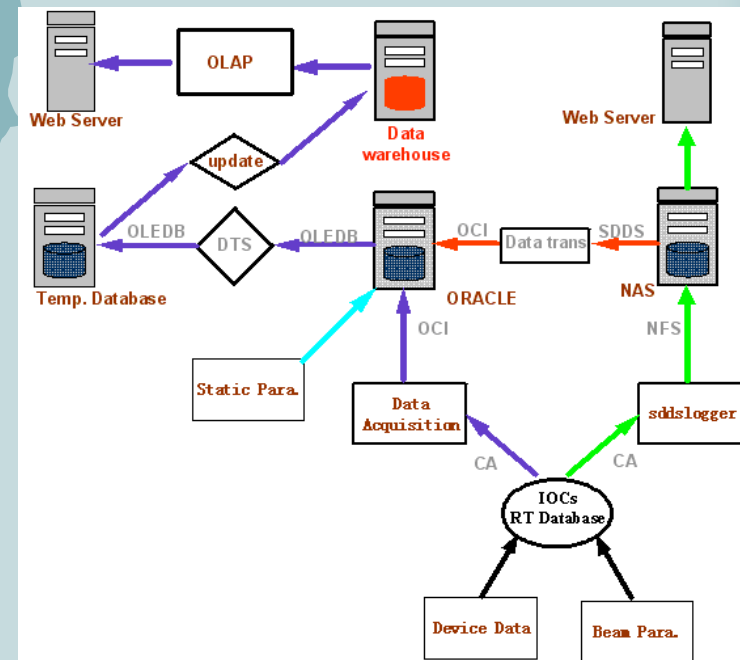 OLAP
Web Server
Data
warehouse
Web Server
update
OLEDB
DTS
OLEDB
OCI
Data trans
SDDS
Temp. Database
ORACLE
NAS
OCI
NFS
Static Para.
Data
Acquisition
sddslogger
CA
CA
IOCs
RT Database
Device Data
Beam Para.